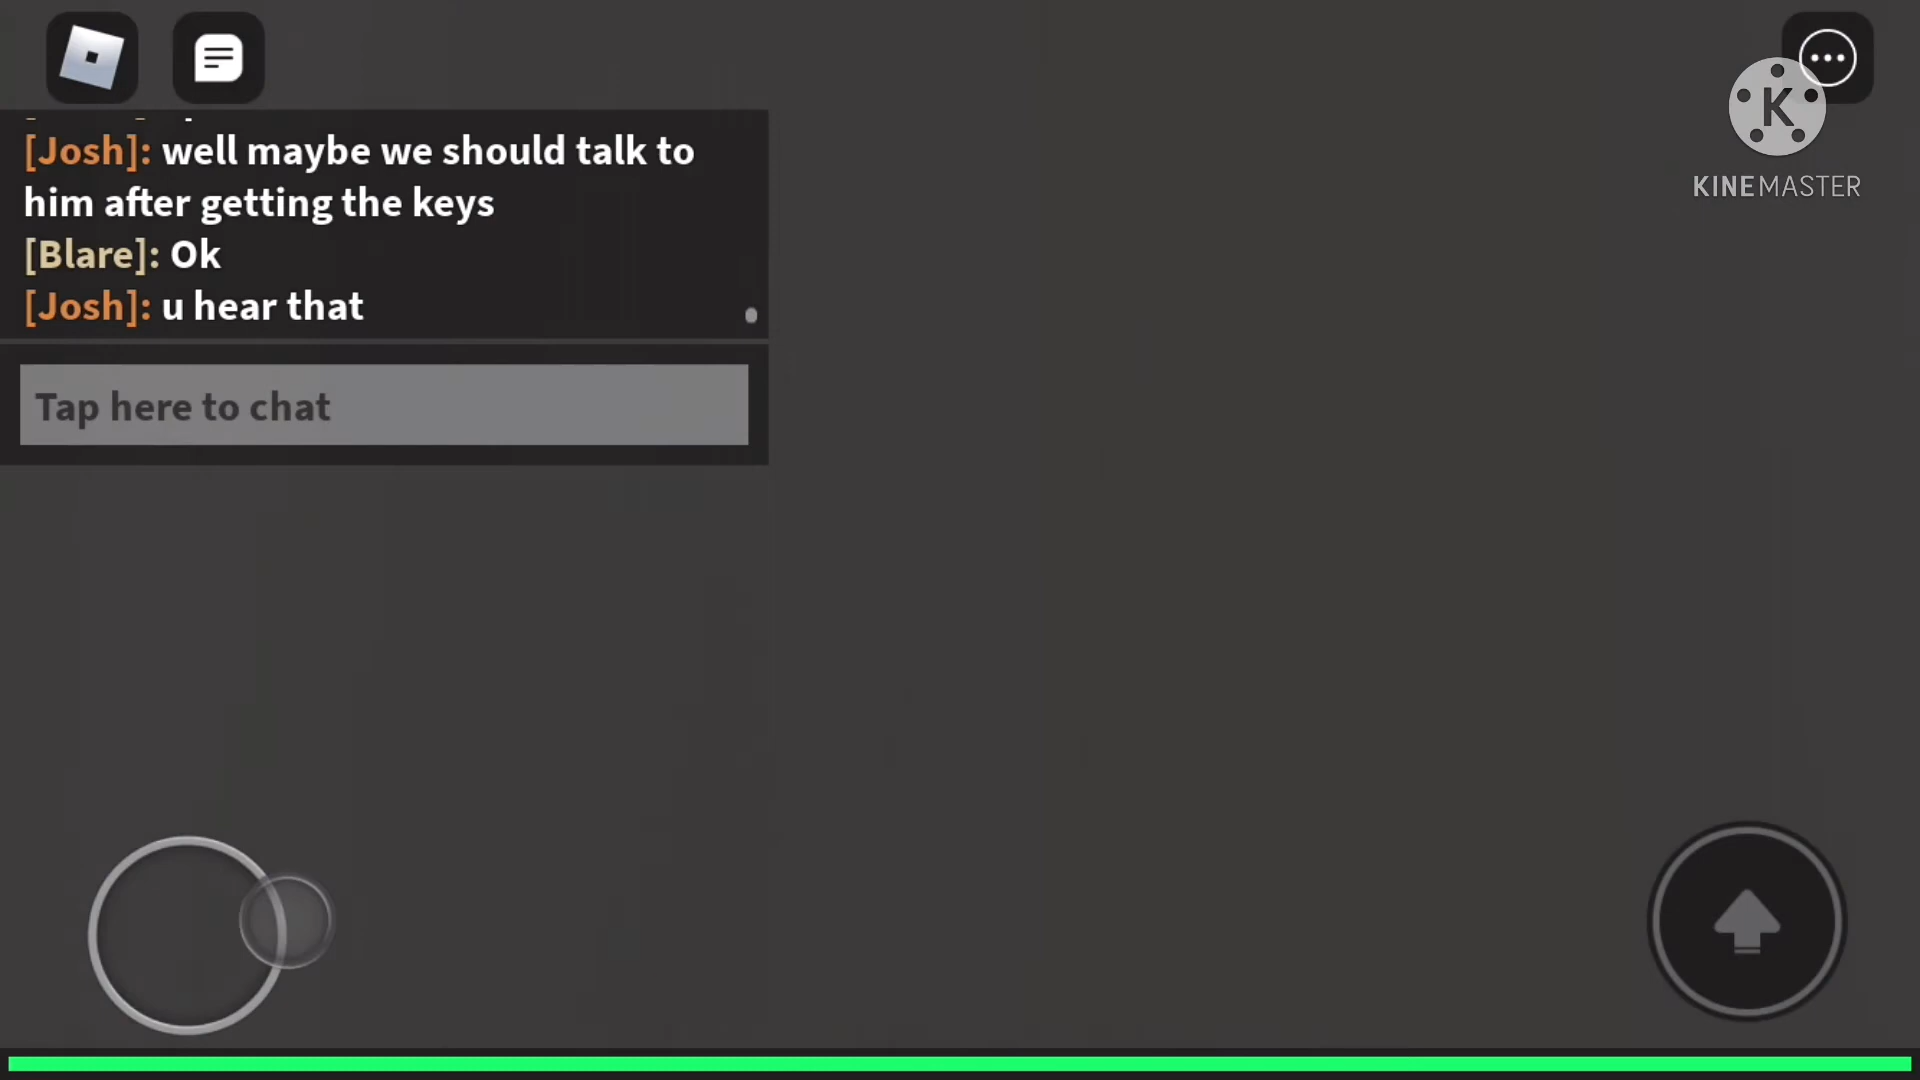 [Josh]: well maybe we should talk to
him after getting the keys
[Blare]: Ok
[Josh]: u hear that
Tap here to chat
K
KINEMASTER